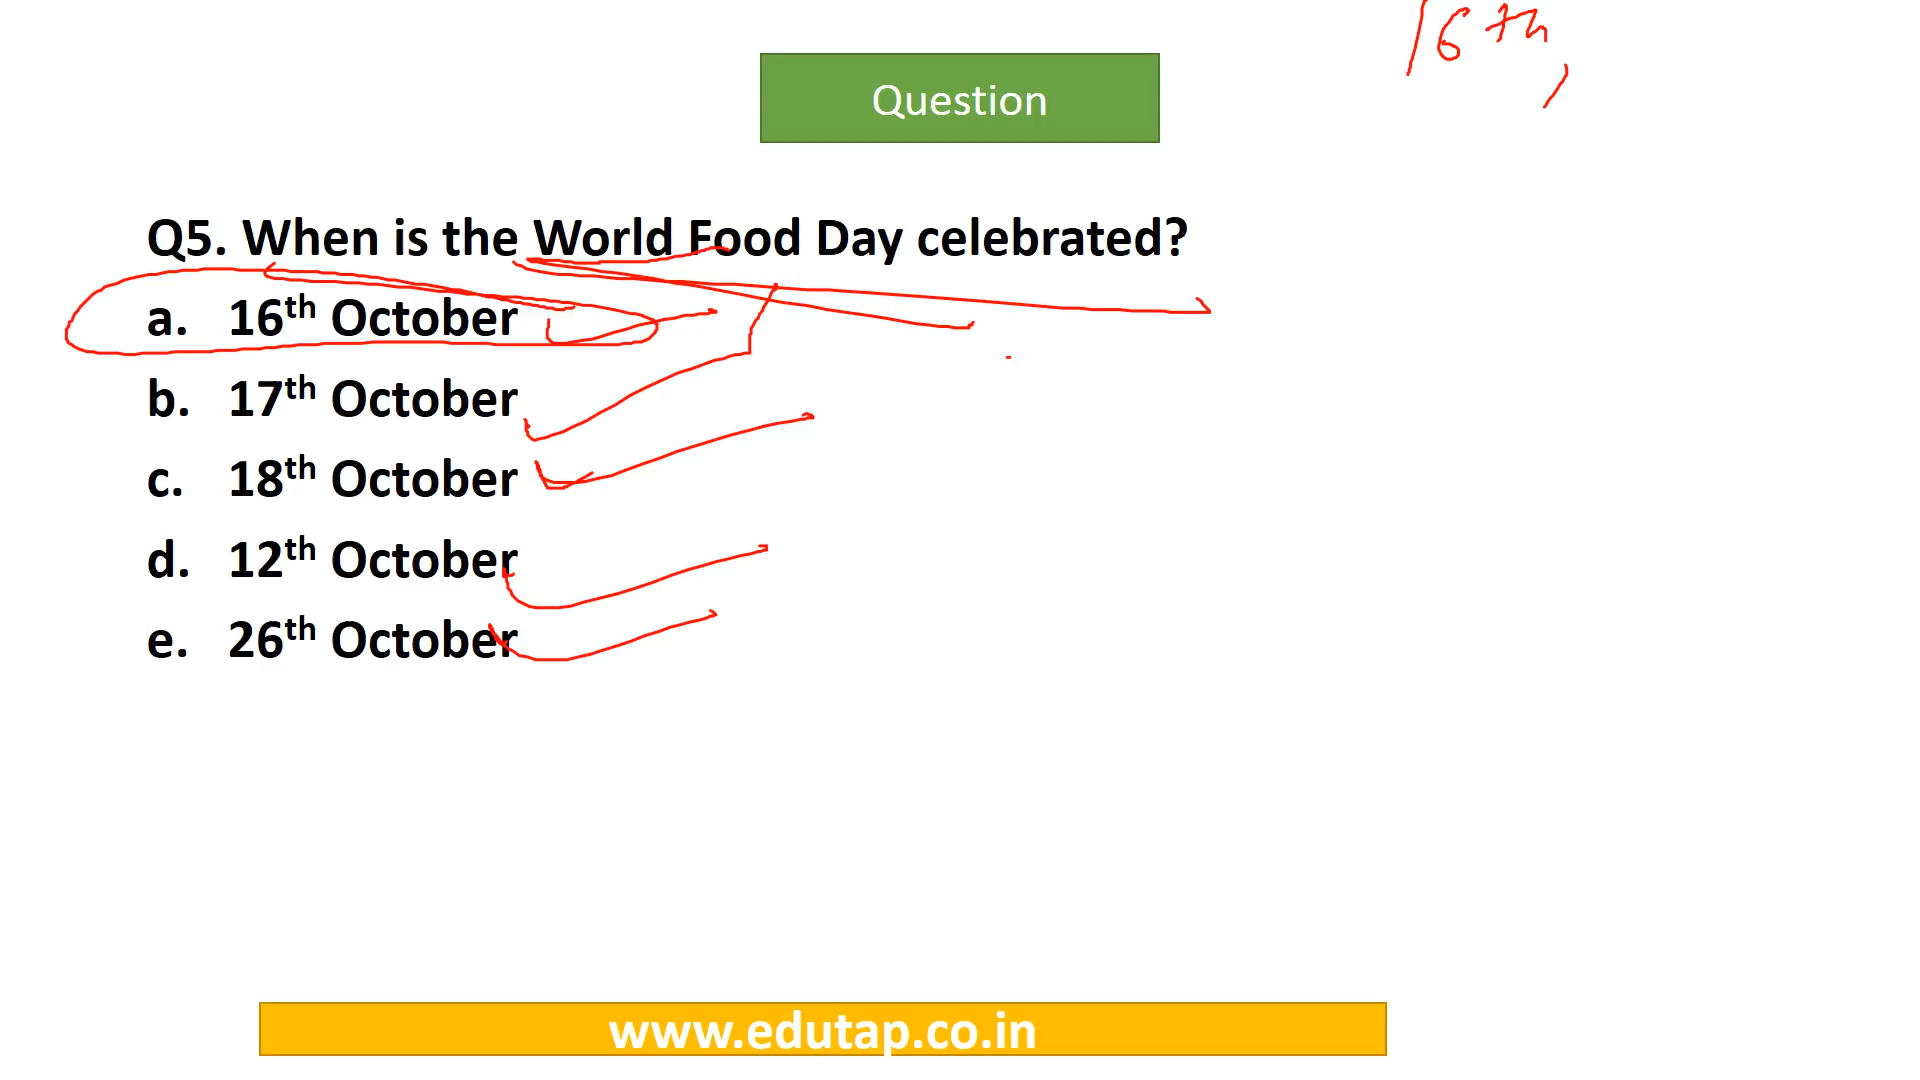 16th,
Question
Q5. When is the World Food Day celebrated?
a. 16th October
b. 17th October
c. 18th October
d. 12th October
e. 26th October
www.edutap.co.in